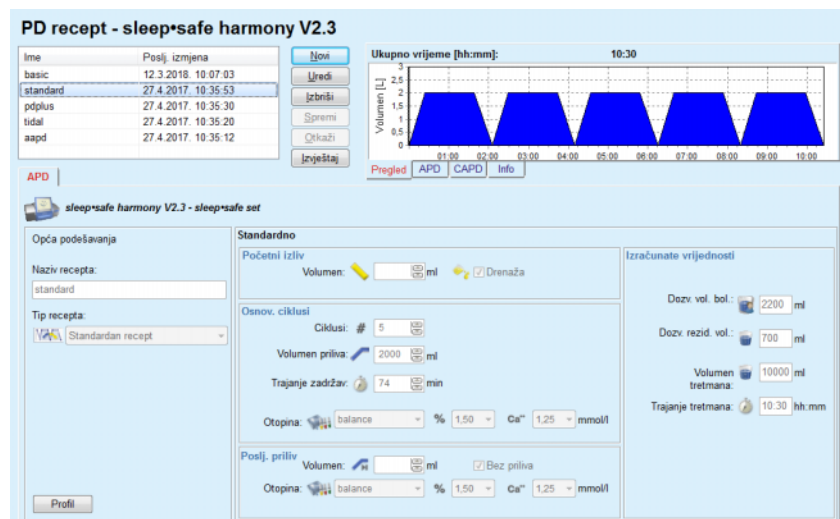 PD recept - sleep•safe harmony V2.3
Ime Poslj. izmjena
basic 12.3.2018. 10:07:03
standard 27.4.2017. 10:35:53
pdplus 27.4.2017. 10:35:30
tidal 27.4.2017. 10:35:20
aapd 27.4.2017. 10:35:12
Novi
Uredi
Izbriši
Spremi
Otkaži
Izvještaj
Ukupno vrijeme [hh:mm]: 10:30
Volumen [L]
3
2,5
2
1,5
1
0,5
0
01:00 02:00 03:00 04:00 05:00 06:00 07:00 08:00 09:00 10:00
Pregled APD CAPD Info
APD
sleep•safe harmony V2.3 - sleep•safe set
Opća podešavanja
Naziv recepta:
standard
Tip recepta:
Standardan recept
Profil
Standardno
Početni izliv
Volumen: ml Drenaža
Osnov. ciklusi
Ciklusi: # 5
Volumen priliva: 2000 ml
Trajanje zadržav: 74 min
Otopina: balance % 1,50 Ca⁺⁺ 1,25 mmol/l
Poslj. priliv
Volumen: ml Bez priliva
Otopina: balance % 1,50 Ca⁺⁺ 1,25 mmol/l
Izračunate vrijednosti
Dozv. vol. bol.: 2200 ml
Dozv. rezid. vol.: 700 ml
Volumen tretmana: 10000 ml
Trajanje tretmana: 10:30 hh:mm